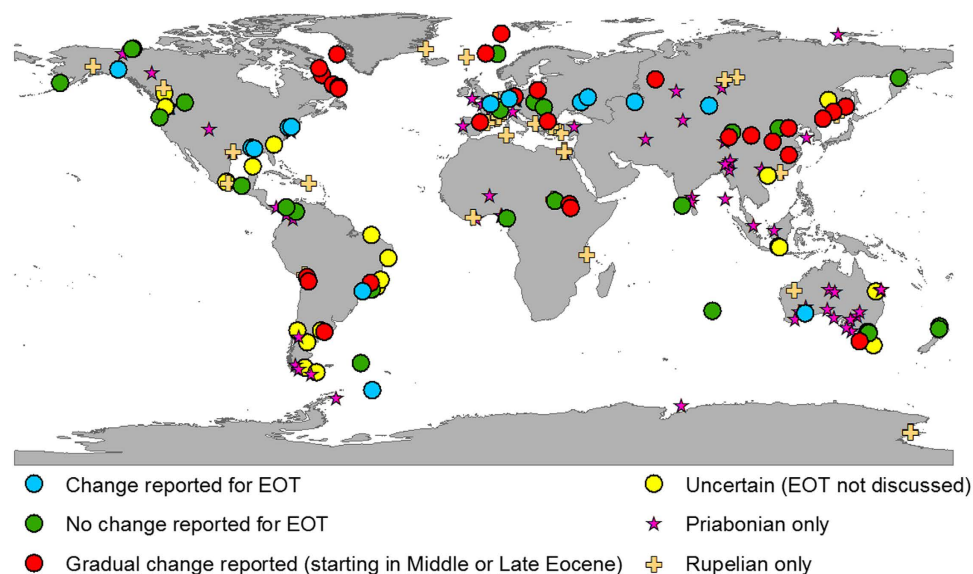 Change reported for EOT
No change reported for EOT
Gradual change reported (starting in Middle or Late Eocene)
Uncertain (EOT not discussed)
Priabonian only
Rupelian only